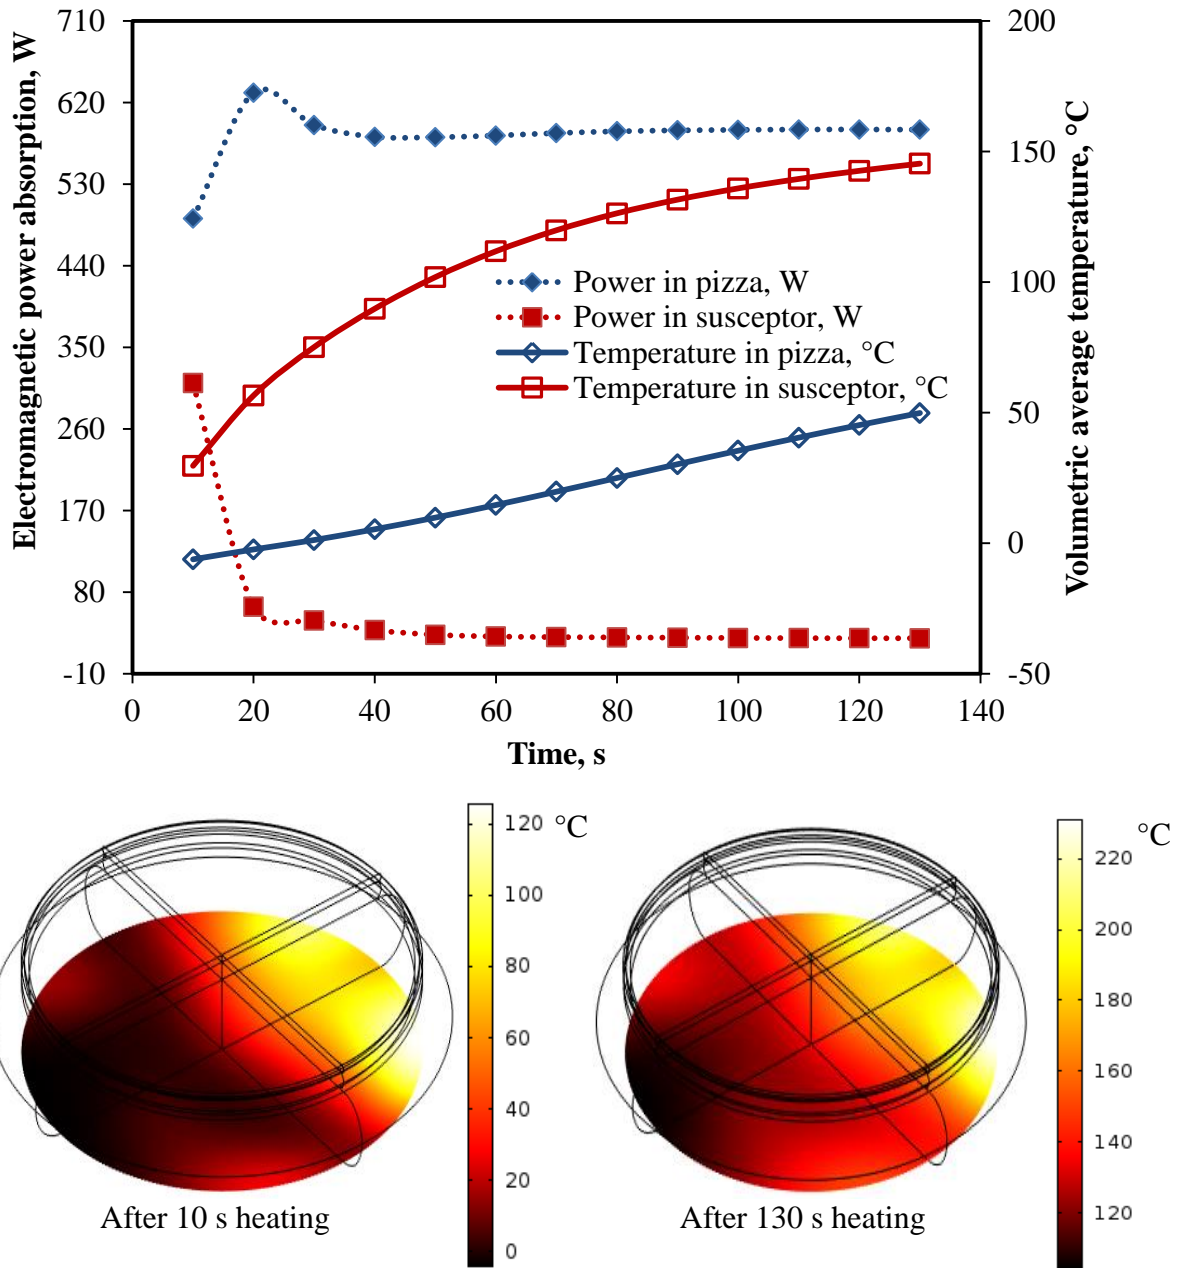 Electromagnetic power absorption, W
710
620
530
440
350
260
170
80
-10
200
150
100
50
0
-50
Volumetric average temperature, °C
Power in pizza, W
Power in susceptor, W
Temperature in pizza, °C
Temperature in susceptor, °C
0 20 40 60 80 100 120 140
Time, s
120 °C
100
80
60
40
20
0
After 10 s heating
°C
220
200
180
160
140
120
After 130 s heating